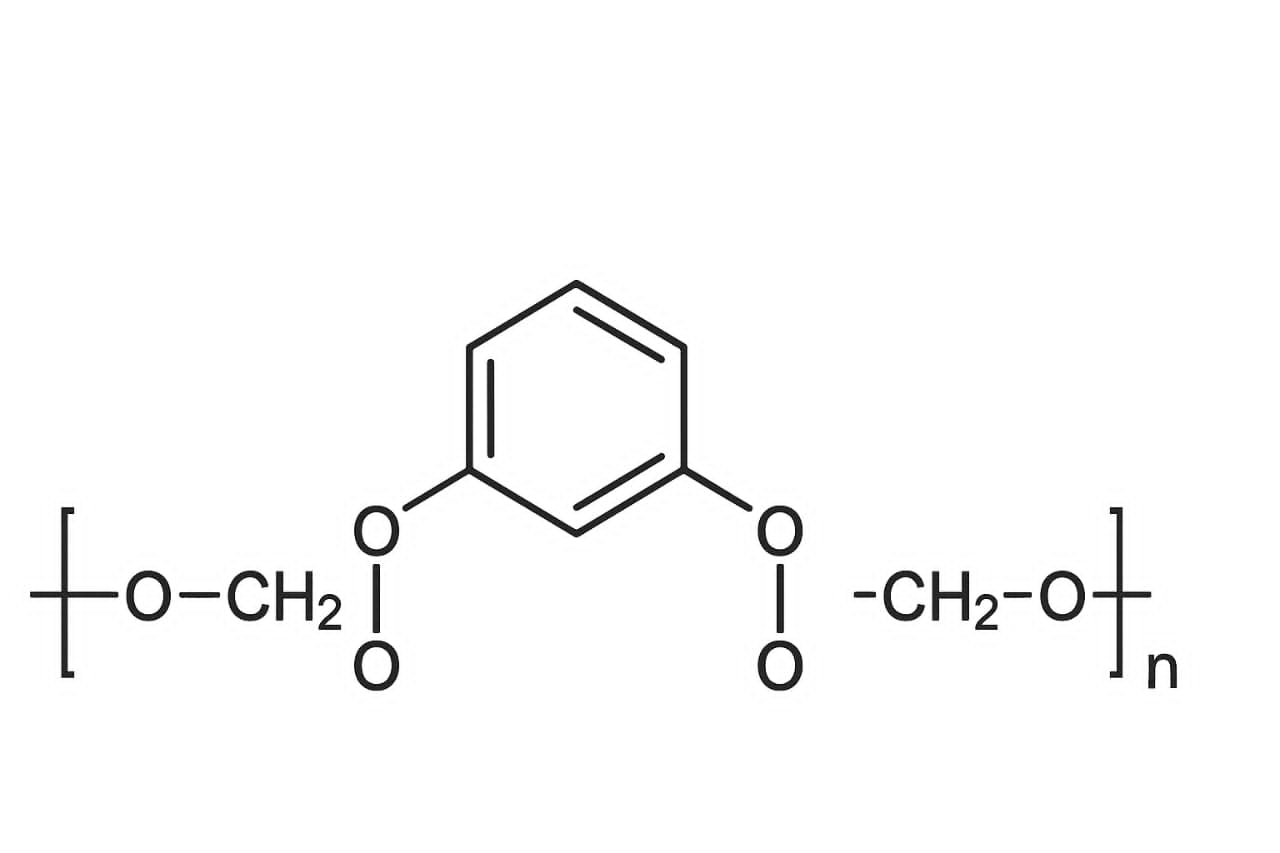 O O
O–CH₂ -CH₂–O
O O n